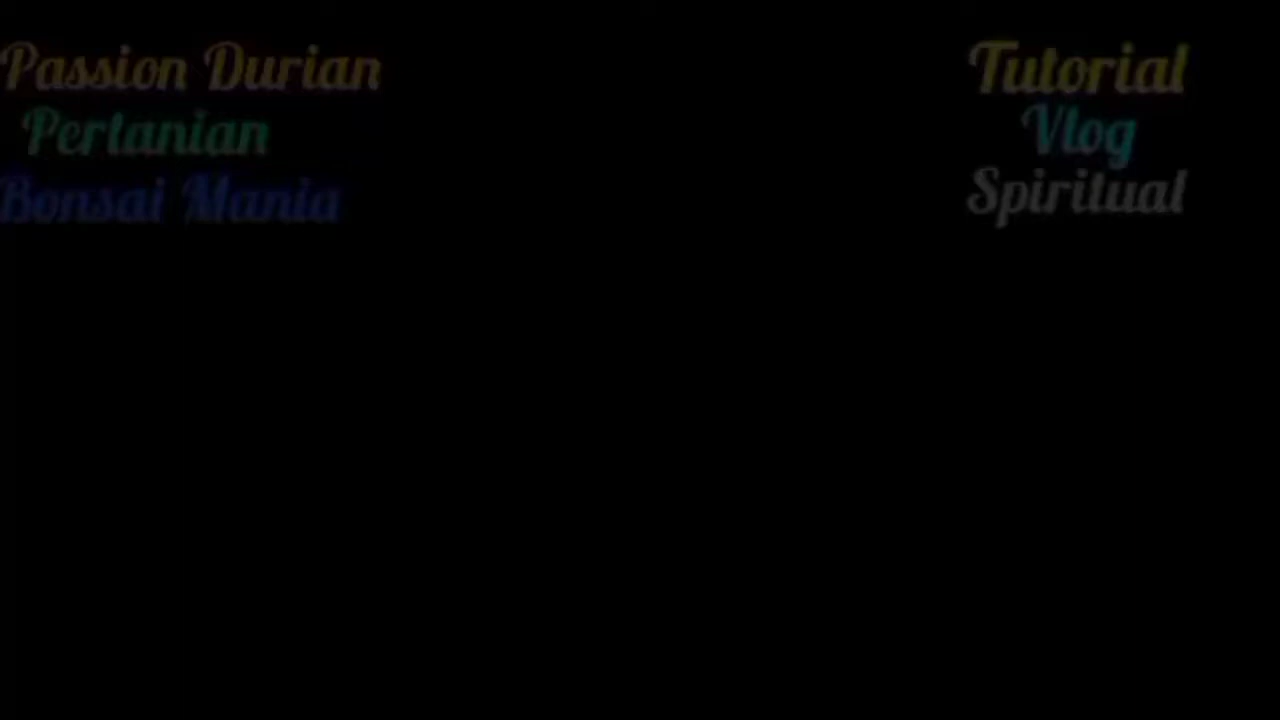 Passion Durian
Pertanian
Bonsai Mania
Tutorial
Vlog
Spiritual